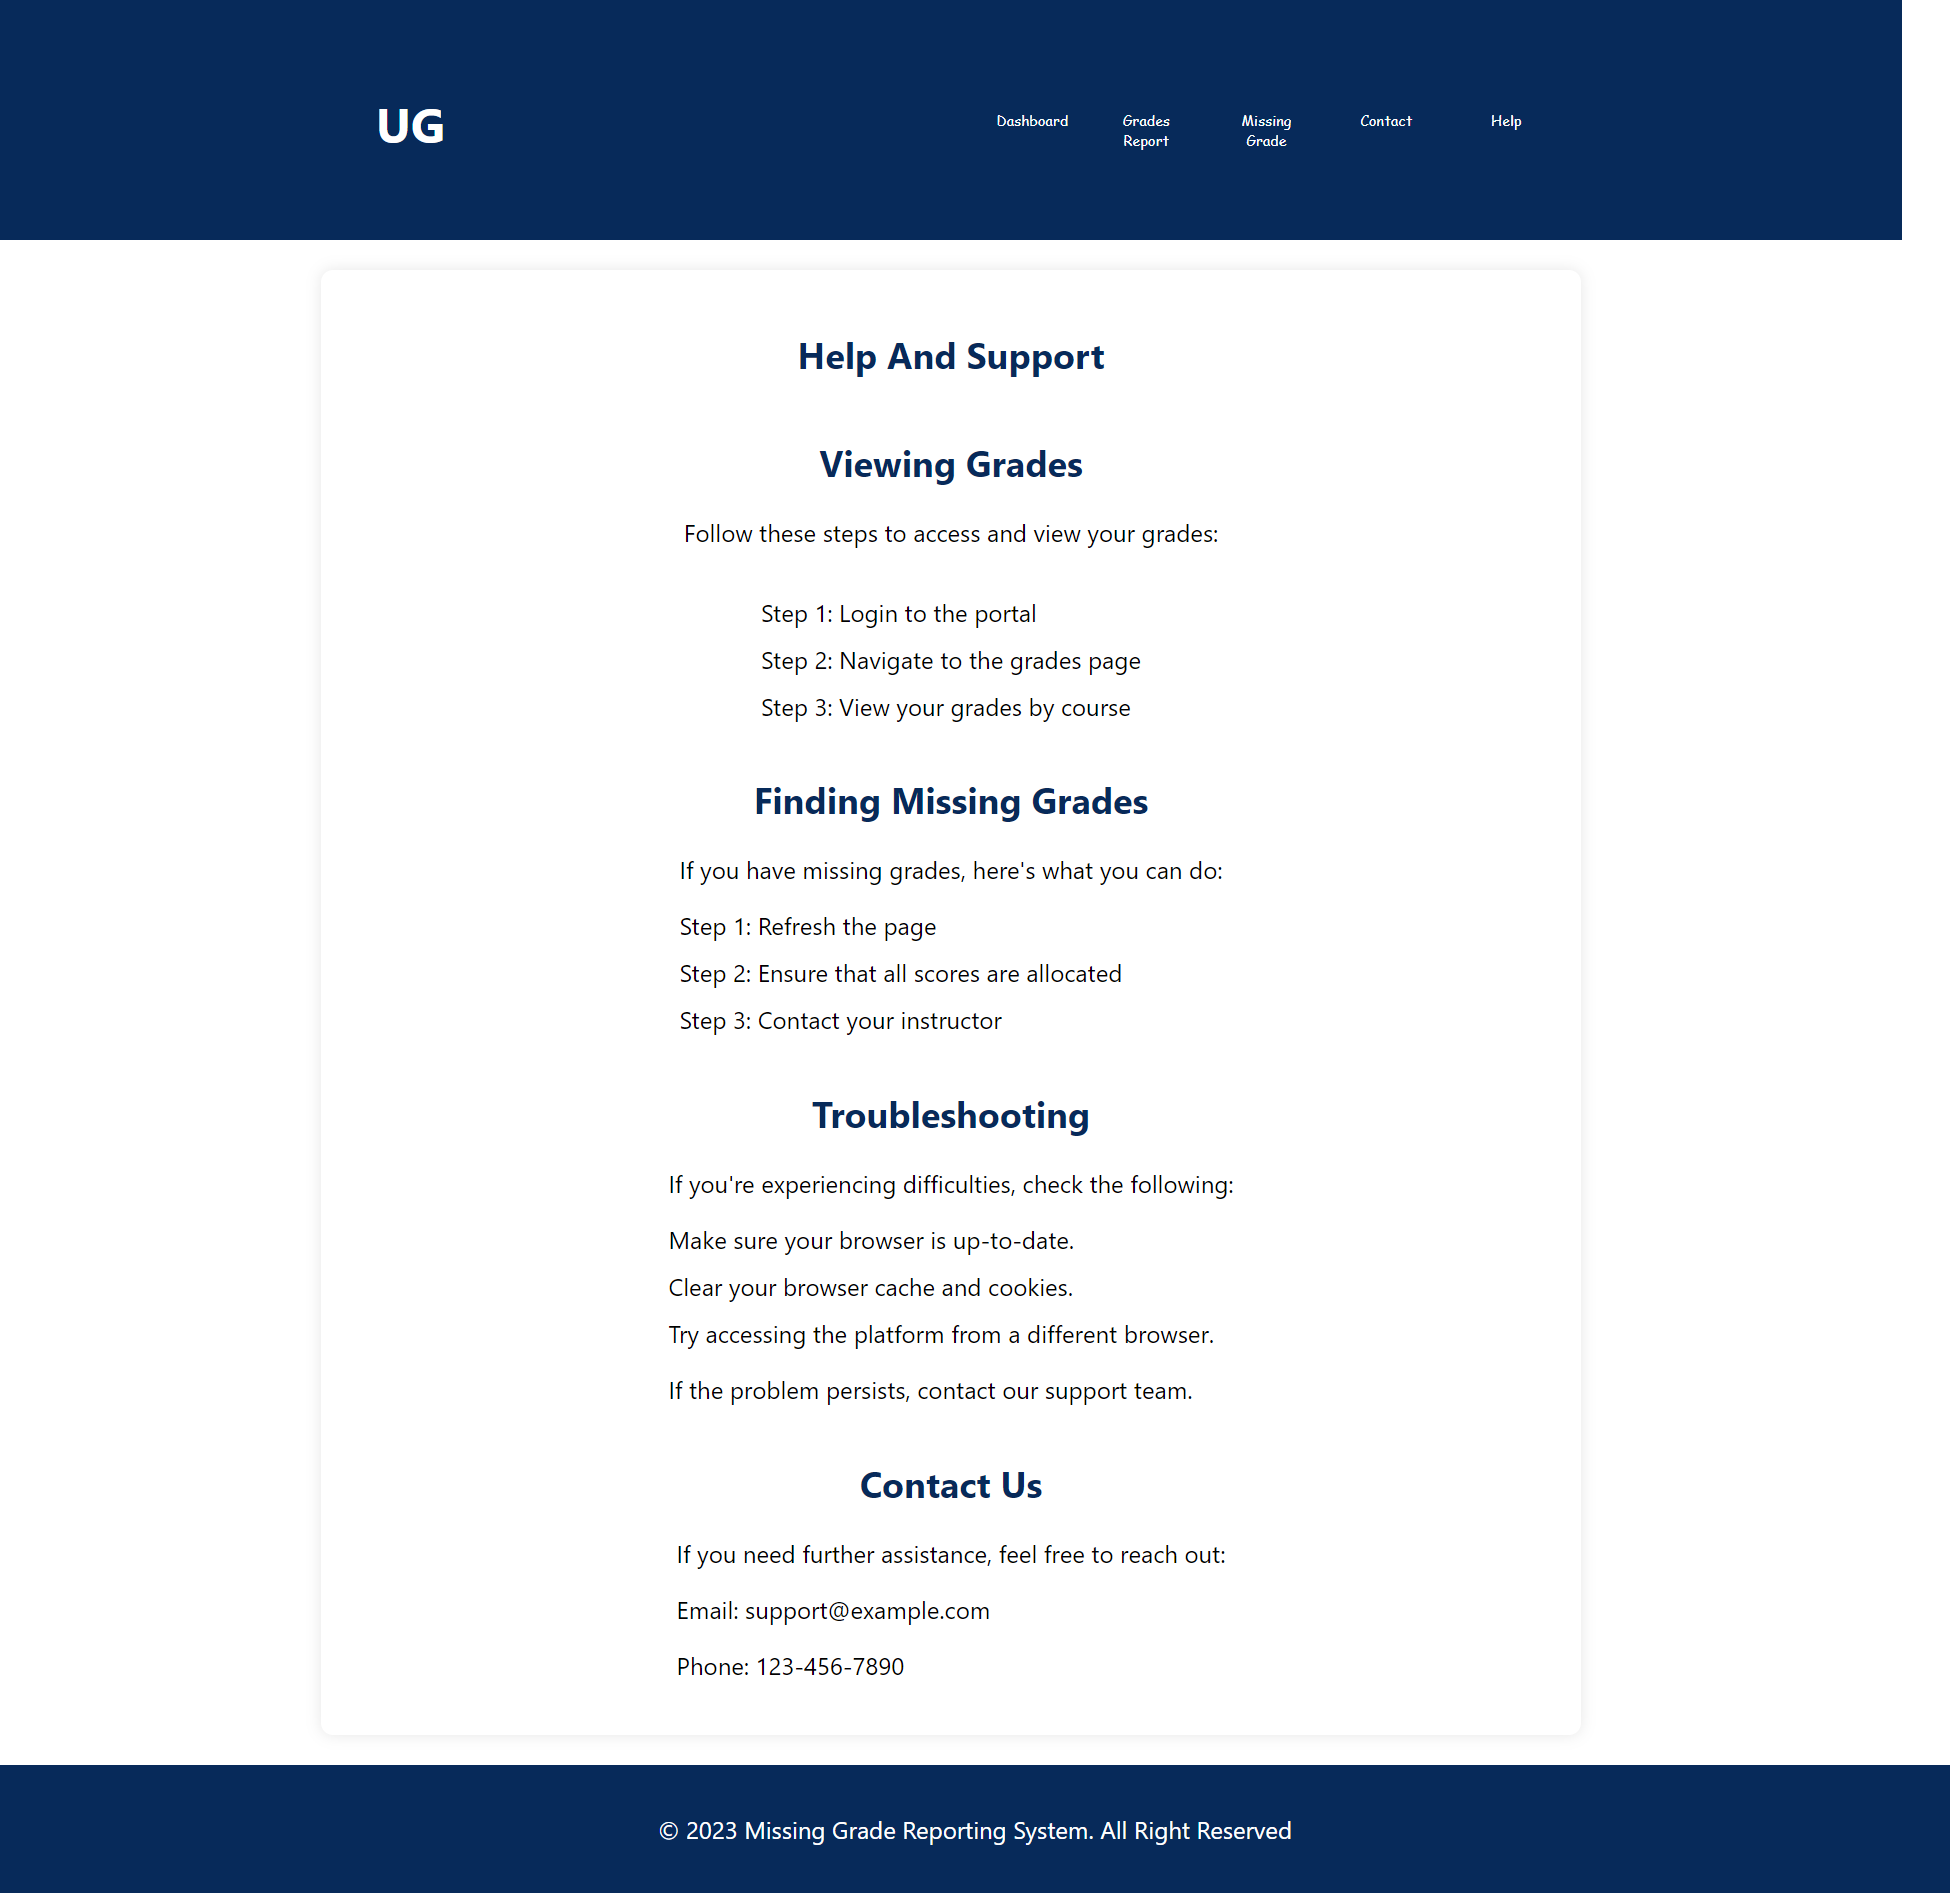 UG
Dashboard
Grades
Report
Missing
Grade
Contact
Help
Help And Support
Viewing Grades
Follow these steps to access and view your grades:
Step 1: Login to the portal
Step 2: Navigate to the grades page
Step 3: View your grades by course
Finding Missing Grades
If you have missing grades, here's what you can do:
Step 1: Refresh the page
Step 2: Ensure that all scores are allocated
Step 3: Contact your instructor
Troubleshooting
If you're experiencing difficulties, check the following:
Make sure your browser is up-to-date.
Clear your browser cache and cookies.
Try accessing the platform from a different browser.
If the problem persists, contact our support team.
Contact Us
If you need further assistance, feel free to reach out:
Email: support@example.com
Phone: 123-456-7890
© 2023 Missing Grade Reporting System. All Right Reserved